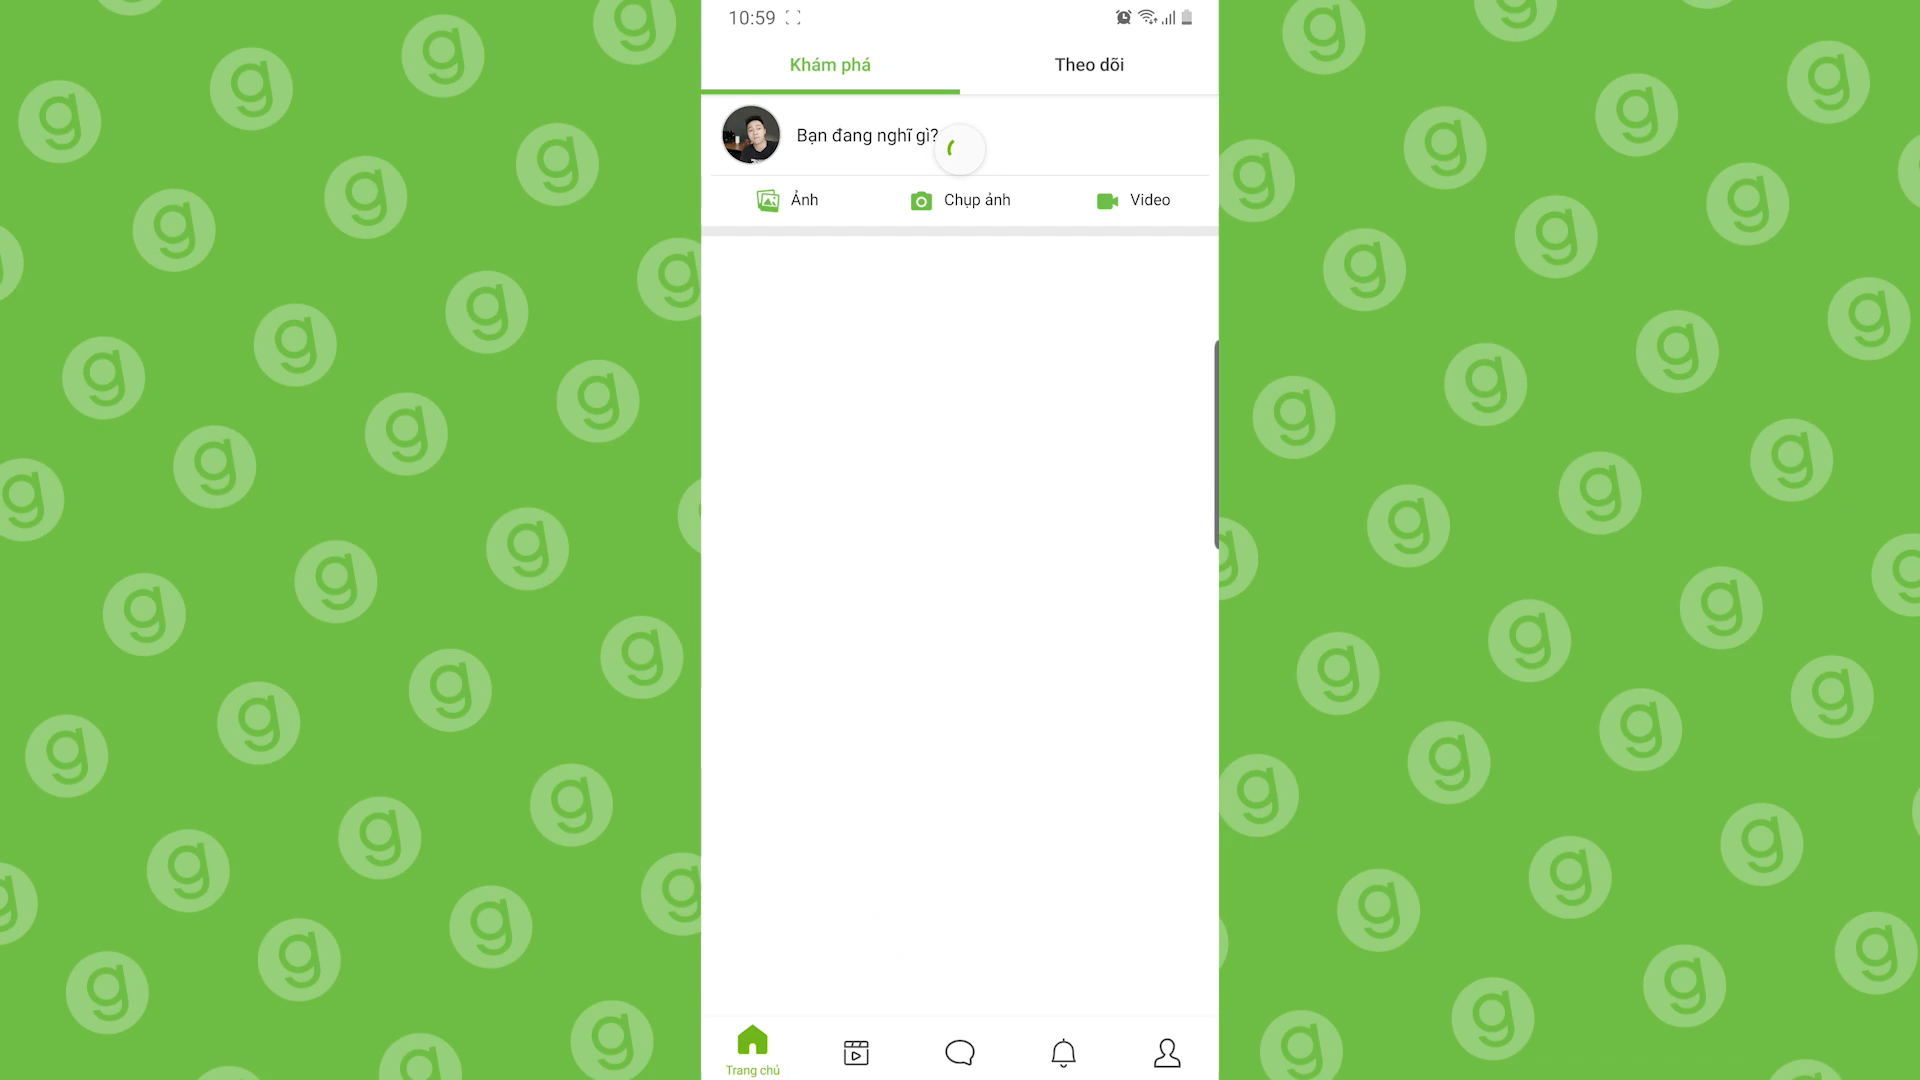 10:59
Khám phá
Theo dõi
Bạn đang nghĩ gì?
Ảnh
Chụp ảnh
Video
Trang chủ